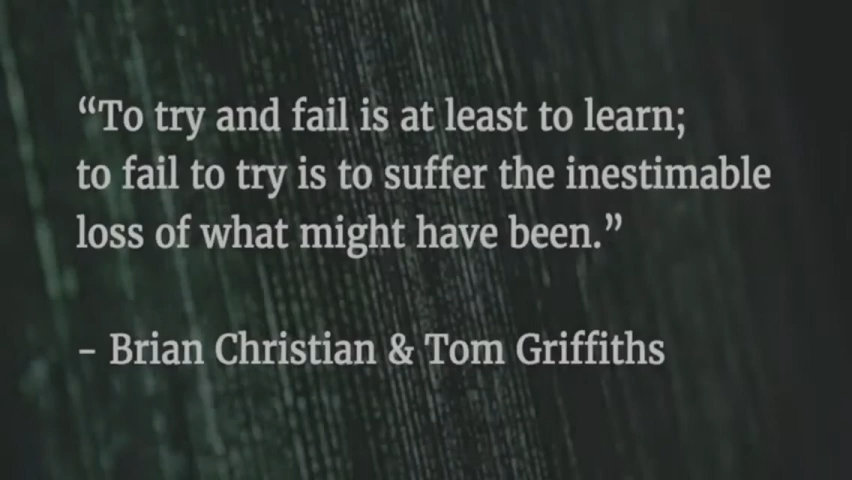 “To try and fail is at least to learn;
to fail to try is to suffer the inestimable
loss of what might have been.”
– Brian Christian & Tom Griffiths